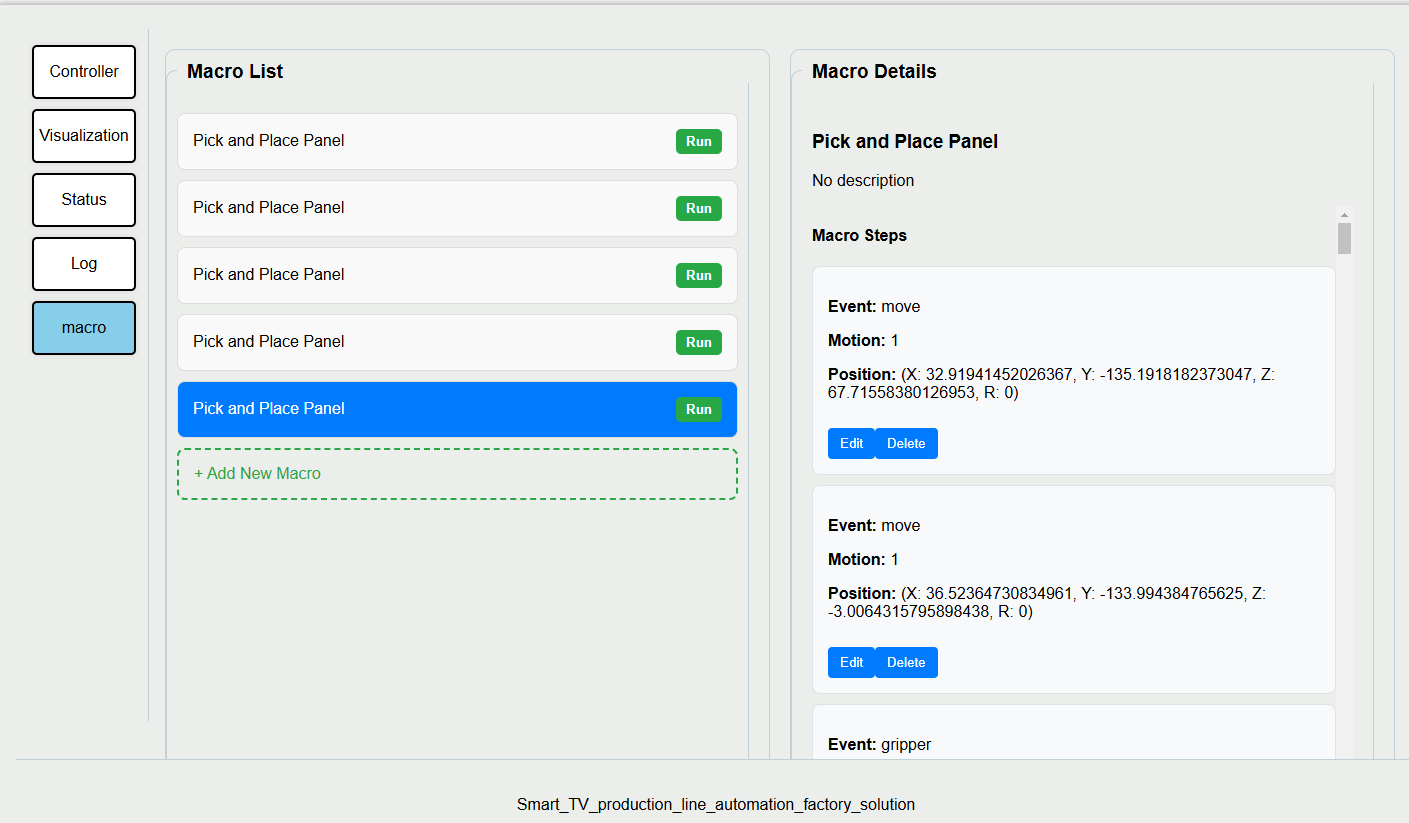 Controller
Visualization
Status
Log
macro
Macro List
Pick and Place Panel
Run
Pick and Place Panel
Run
Pick and Place Panel
Run
Pick and Place Panel
Run
Pick and Place Panel
Run
+ Add New Macro
Macro Details
Pick and Place Panel
No description
Macro Steps
Event: move
Motion: 1
Position: (X: 32.91941452026367, Y: -135.1918182373047, Z:
67.71558380126953, R: 0)
Edit
Delete
Event: move
Motion: 1
Position: (X: 36.52364730834961, Y: -133.994384765625, Z:
-3.0064315795898438, R: 0)
Edit
Delete
Event: gripper
Smart_TV_production_line_automation_factory_solution